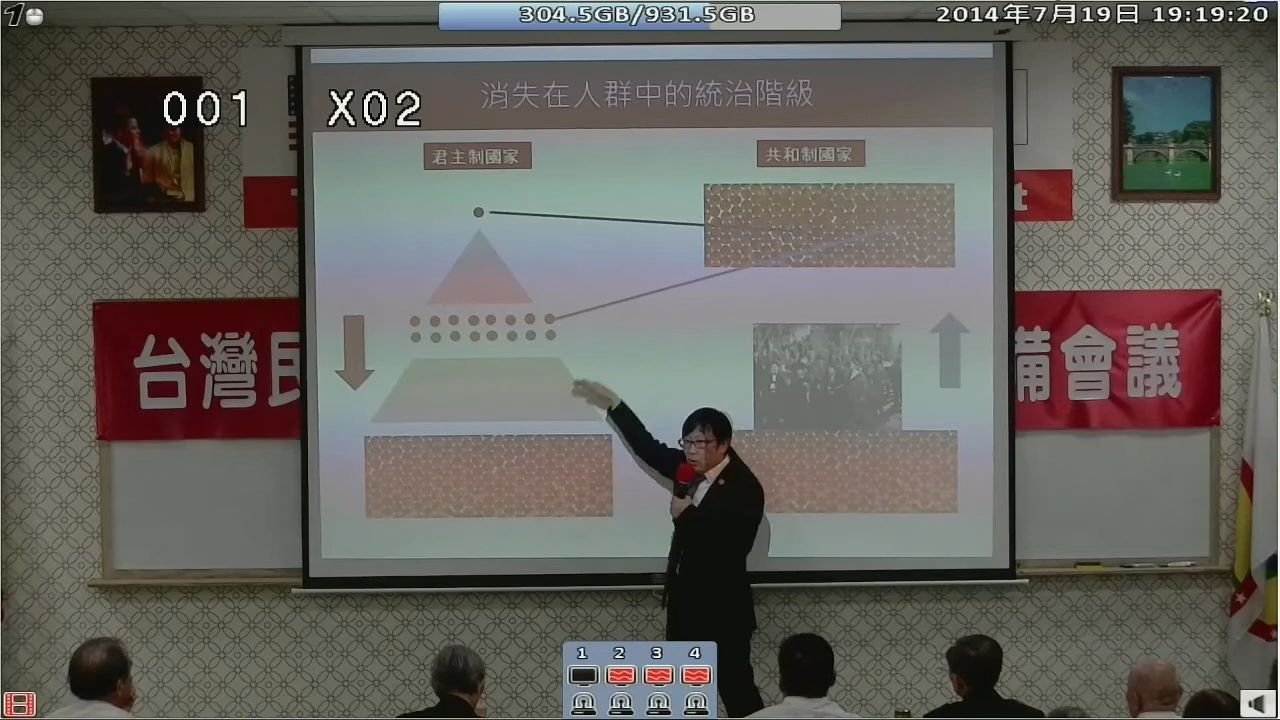 1
304.5GB/931.5GB
2014年7月19日 19:19:20
001 X02
消失在人群中的統治階級
君主制國家
共和制國家
t
台灣民
備會議
1 2 3 4